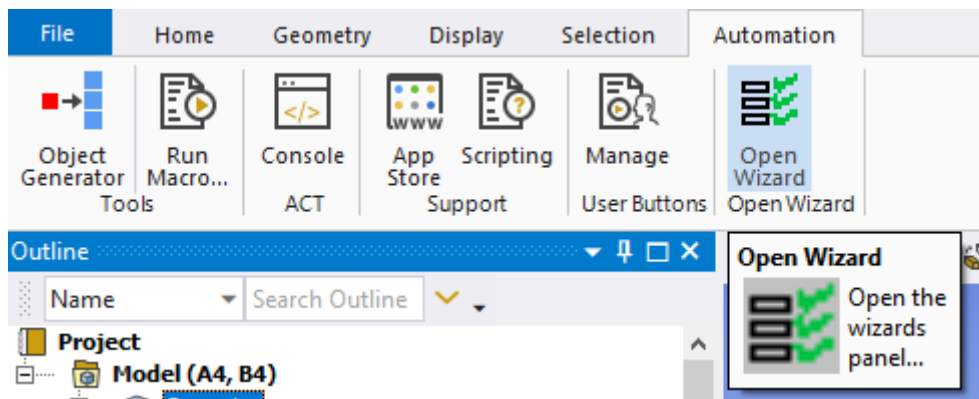 File Home Geometry Display Selection Automation
</>
www
?
Object Generator
Run Macro...
Console
App Store
Scripting
Manage
Open Wizard
Tools
ACT
Support
User Buttons
Open Wizard
Outline
Name
Search Outline
Open Wizard
Open the
wizards
panel...
Project
Model (A4, B4)